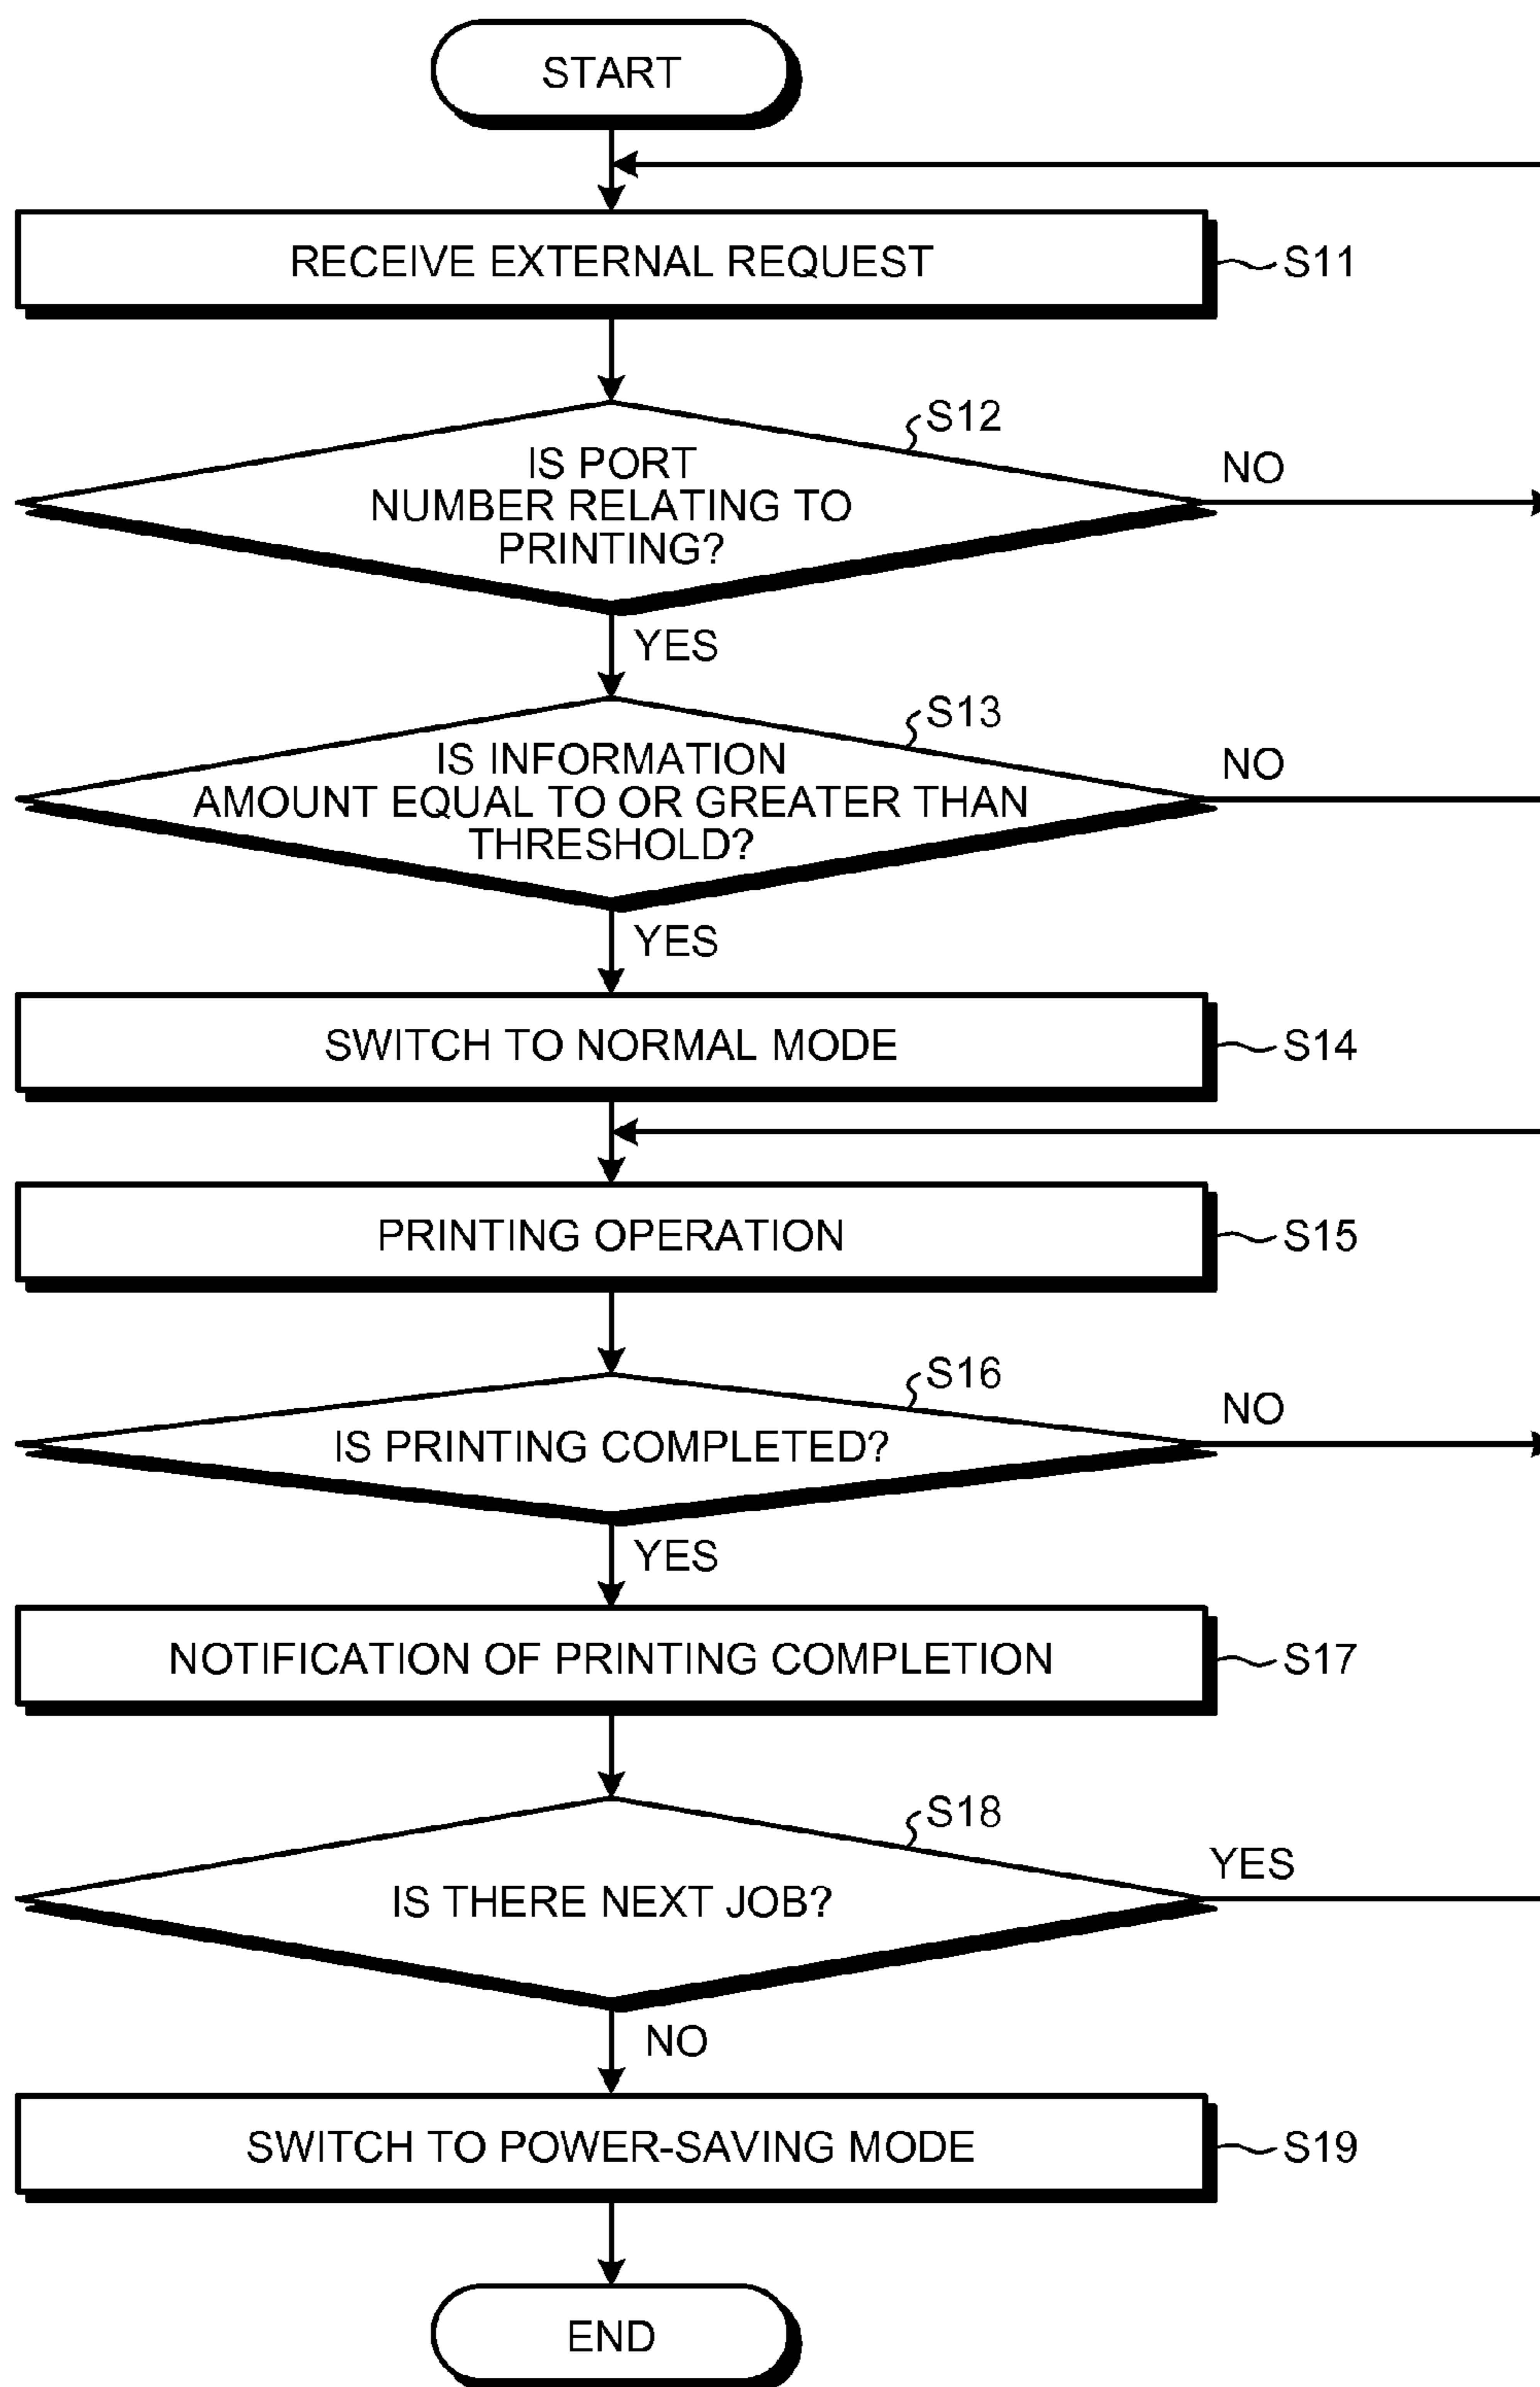 START
RECEIVE EXTERNAL REQUEST
S11
S12
IS PORT
NUMBER RELATING TO
PRINTING?
NO
YES
S13
IS INFORMATION
AMOUNT EQUAL TO OR GREATER THAN
THRESHOLD?
NO
YES
SWITCH TO NORMAL MODE
S14
PRINTING OPERATION
S15
S16
IS PRINTING COMPLETED?
NO
YES
NOTIFICATION OF PRINTING COMPLETION
S17
S18
IS THERE NEXT JOB?
YES
NO
SWITCH TO POWER-SAVING MODE
S19
END